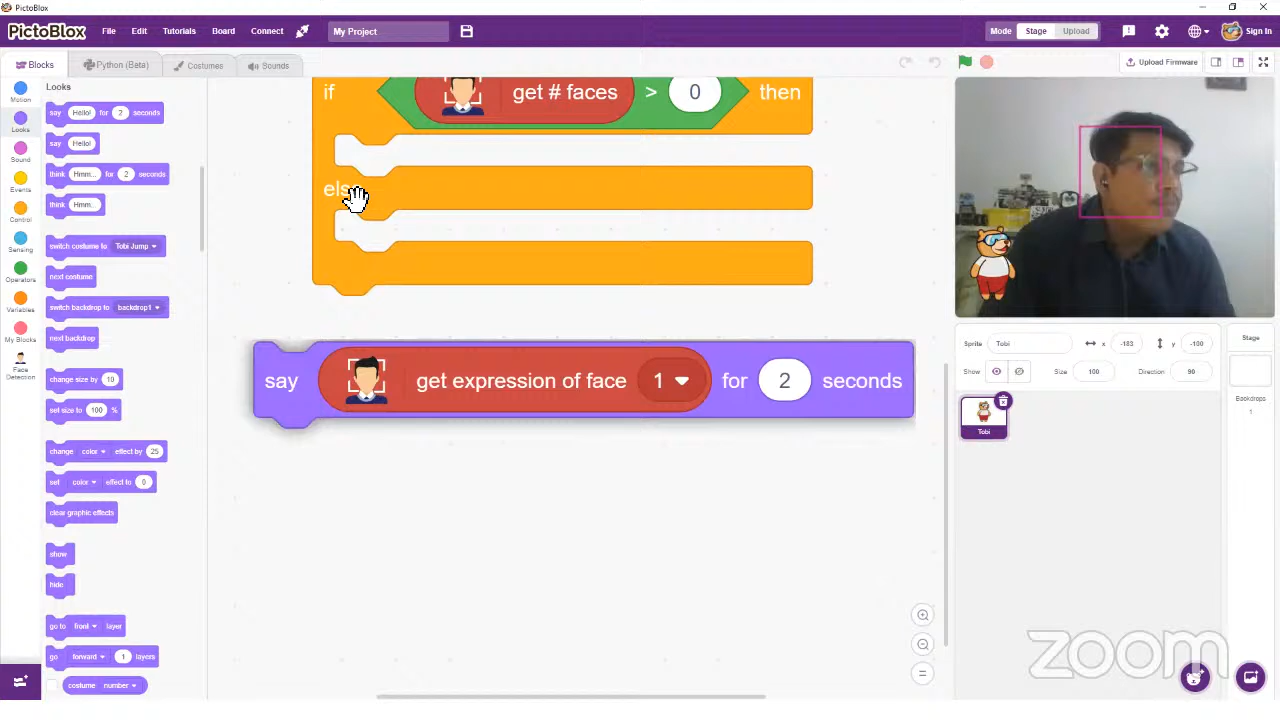 PictoBlox File Edit Tutorials Board Connect My Project Mode Stage Upload Sign In
Blocks Python (Beta) Costumes Sounds Upload Firmware
Looks
Motion
Looks
Sound
Events
Control
Sensing
Operators
Variables
My Blocks
Face
Detection
say Hello! for 2 seconds
say Hello!
think Hmm... for 2 seconds
think Hmm...
switch costume to Tobi Jump
next costume
switch backdrop to backdrop1
next backdrop
change size by 10
set size to 100 %
change color effect by 25
set color effect to 0
clear graphic effects
show
hide
go to front layer
go forward 1 layers
costume number
if get # faces > 0 then
else
say get expression of face 1 for 2 seconds
Sprite Tobi x -183 y -100
Show Size 100 Direction 90
Tobi
Stage
Backdrops
1
zoom